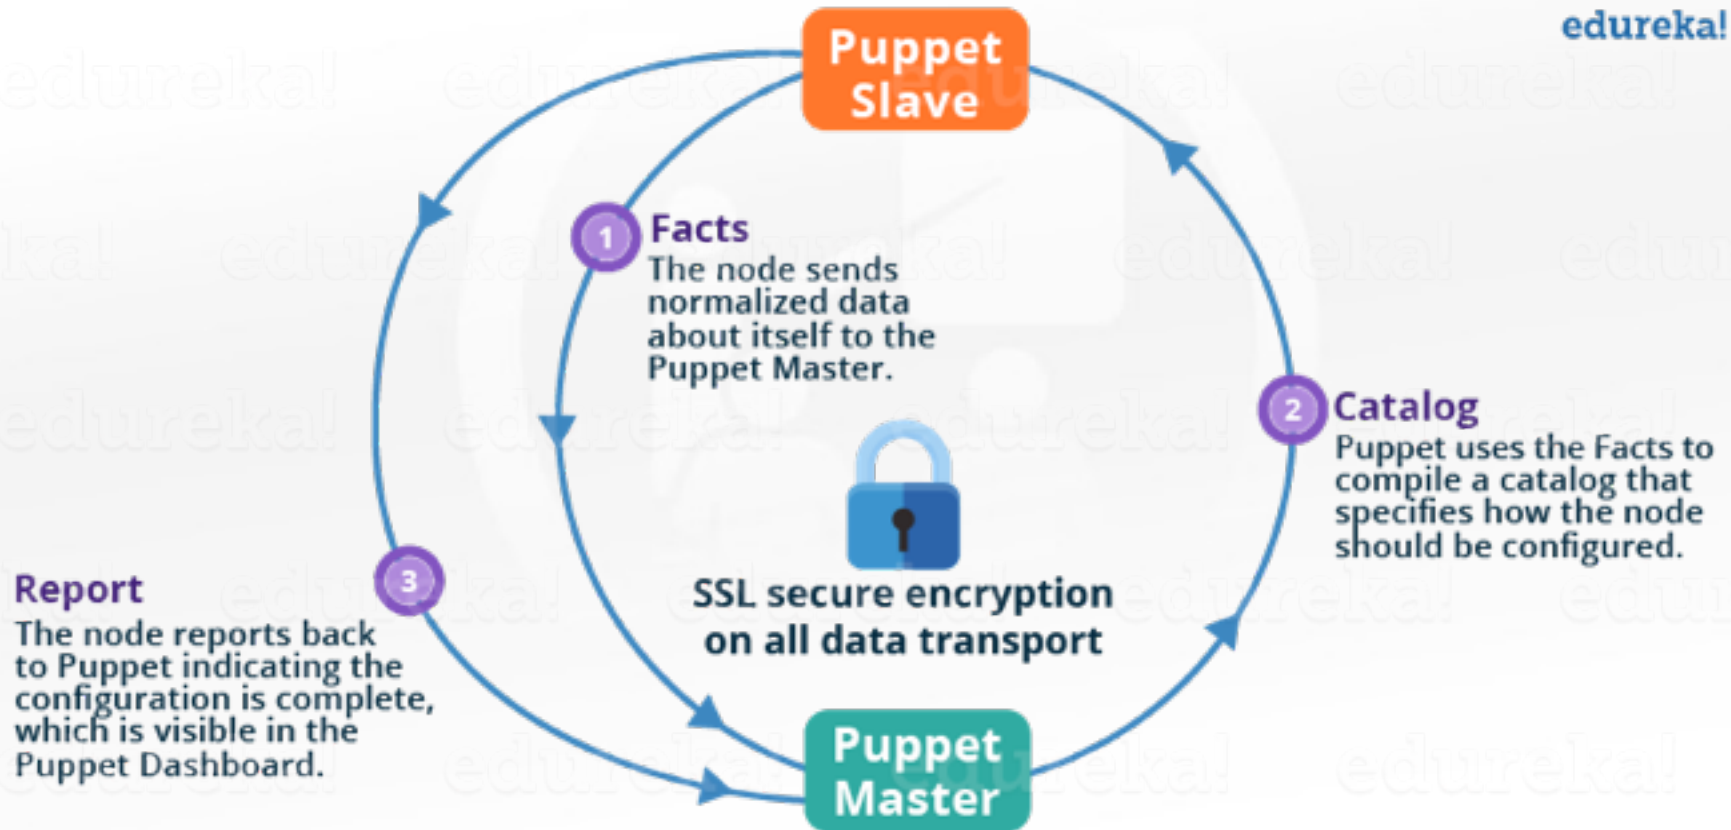 edureka!
Puppet
Slave
1
Facts
The node sends
normalized data
about itself to the
Puppet Master.
2
Catalog
Puppet uses the Facts to
compile a catalog that
specifies how the node
should be configured.
SSL secure encryption
on all data transport
3
Report
The node reports back
to Puppet indicating the
configuration is complete,
which is visible in the
Puppet Dashboard.
Puppet
Master